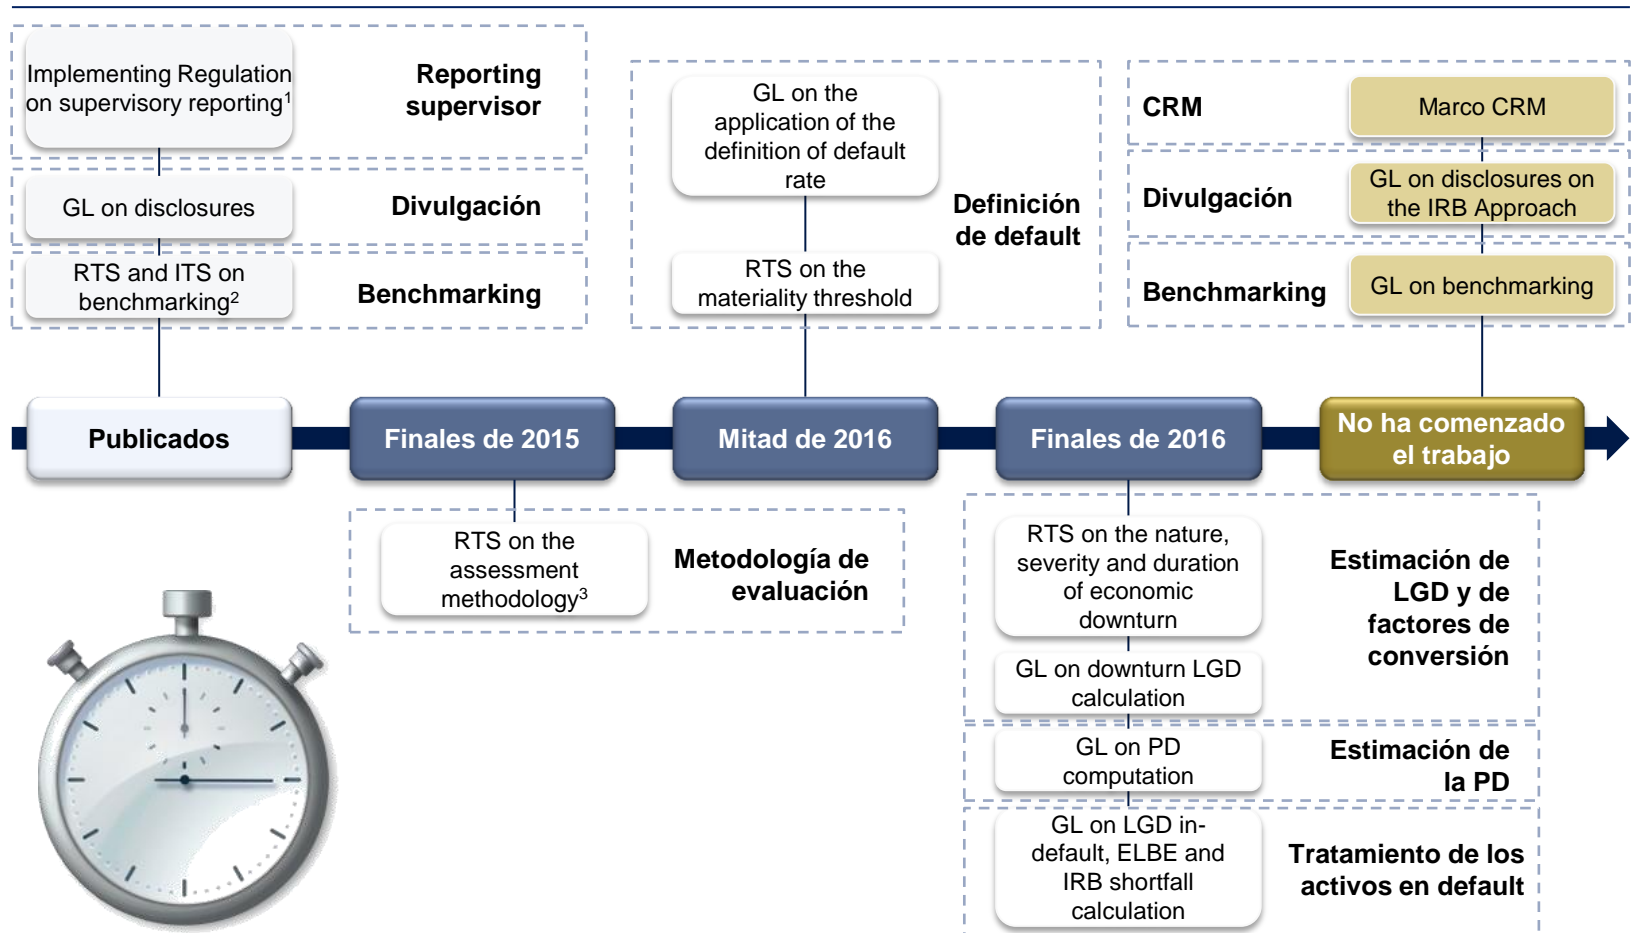 Implementing Regulation
on supervisory reporting1
Reporting
supervisor
GL on disclosures
Divulgación
RTS and ITS on
benchmarking2
Benchmarking
GL on the
application of the
definition of default
rate
RTS on the
materiality threshold
Definición
de default
CRM
Marco CRM
Divulgación
GL on disclosures on
the IRB Approach
Benchmarking
GL on benchmarking
Publicados
Finales de 2015
Mitad de 2016
Finales de 2016
No ha comenzado
el trabajo
RTS on the
assessment
methodology3
Metodología de
evaluación
RTS on the nature,
severity and duration
of economic
downturn
GL on downturn LGD
calculation
Estimación de
LGD y de
factores de
conversión
GL on PD
computation
Estimación de
la PD
GL on LGD in-
default, ELBE and
IRB shortfall
calculation
Tratamiento de los
activos en default